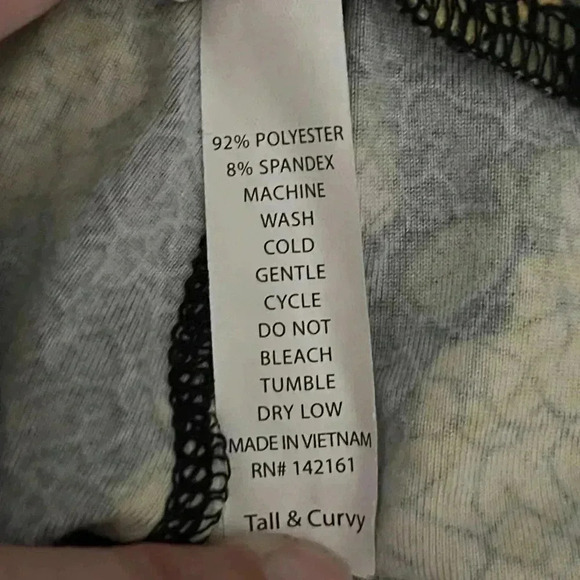 92% POLYESTER
8% SPANDEX
MACHINE
WASH
COLD
GENTLE
CYCLE
DO NOT
BLEACH
TUMBLE
DRY LOW
MADE IN VIETNAM
RN# 142161
Tall & Curvy